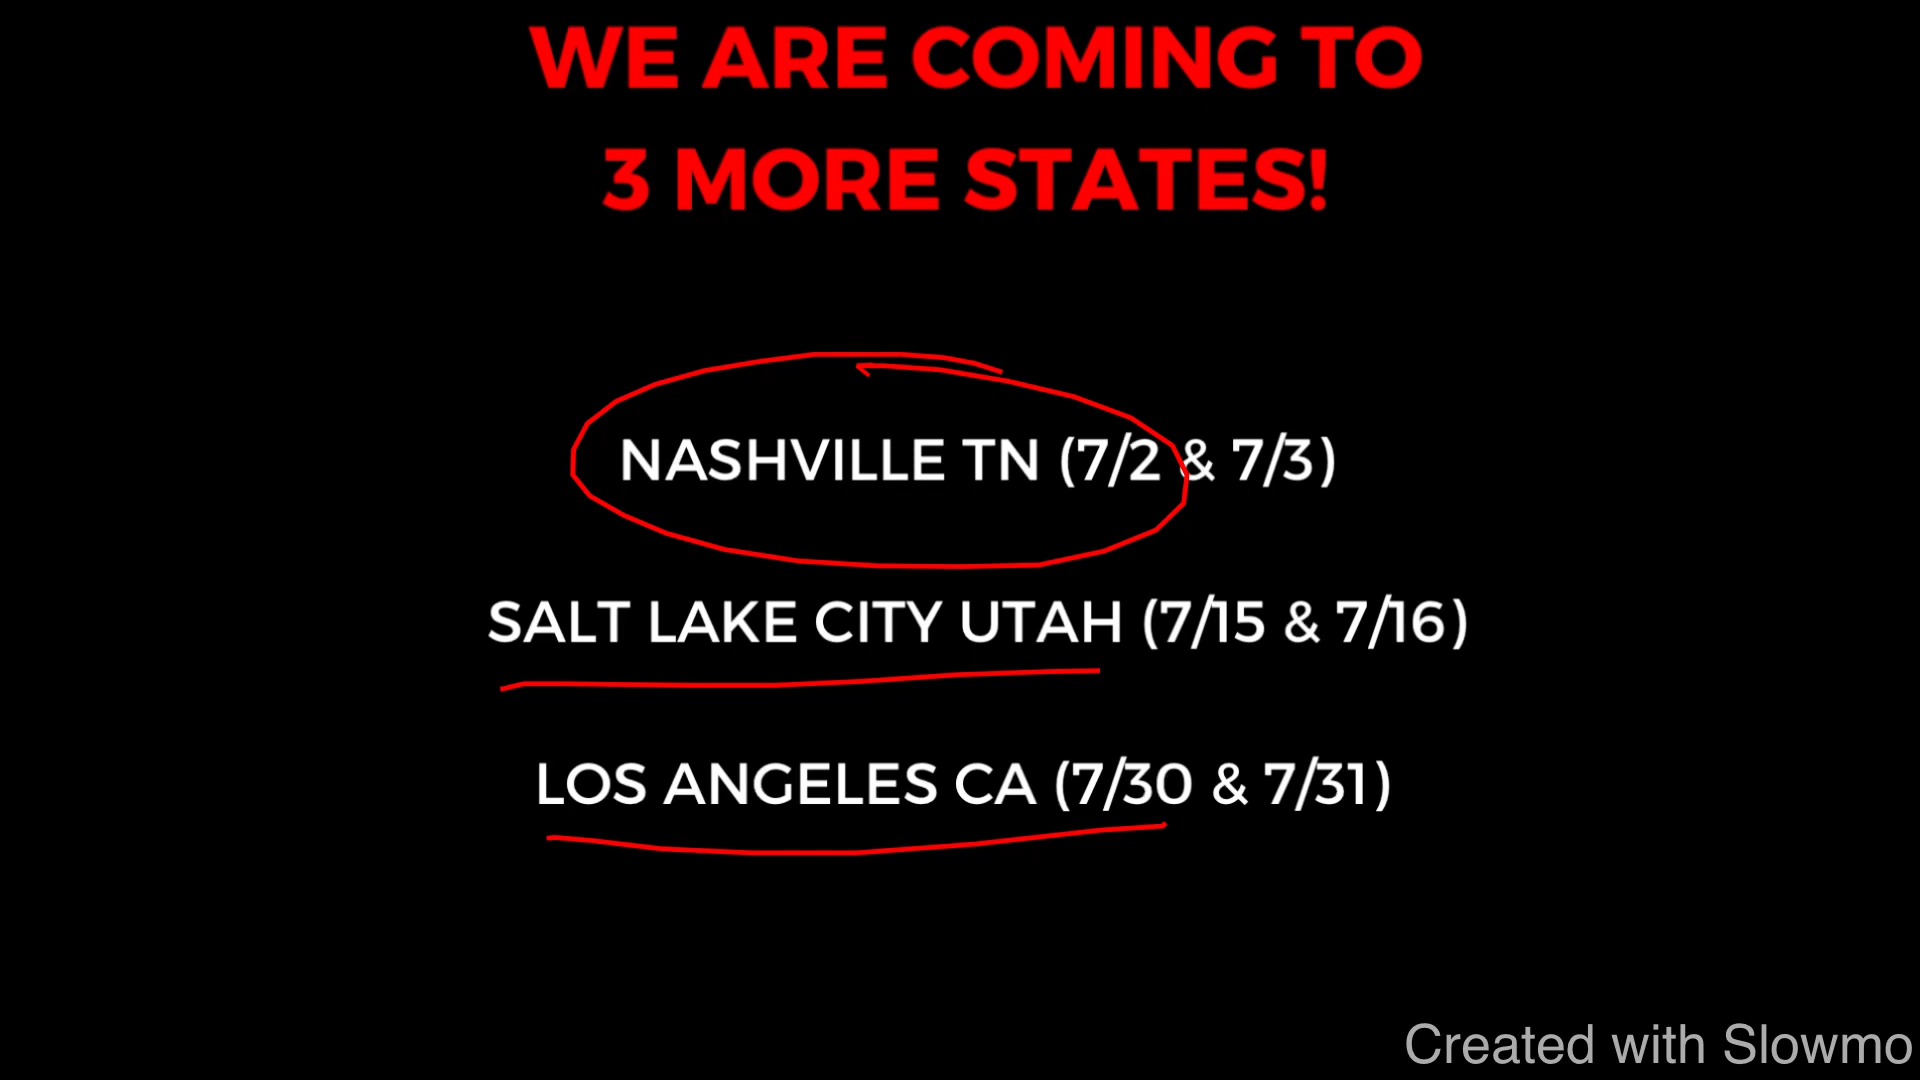 WE ARE COMING TO
3 MORE STATES!
NASHVILLE TN (7/2 & 7/3)
SALT LAKE CITY UTAH (7/15 & 7/16)
LOS ANGELES CA (7/30 & 7/31)
Created with Slowmo